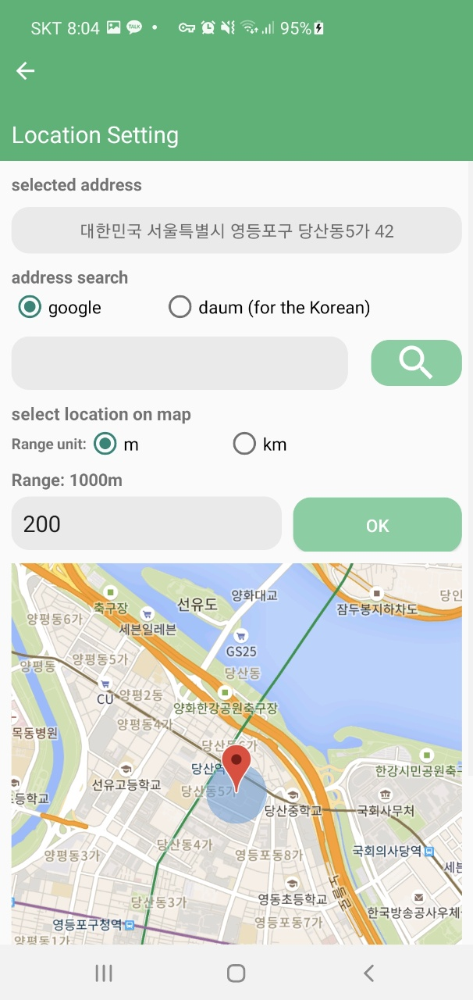 SKT 8:04 TALK 95%
Location Setting
selected address
대한민국 서울특별시 영등포구 당산동5가 42
address search
google daum (for the Korean)
select location on map
Range unit: m km
Range: 1000m
200 OK
양화대교
당인
선유도
잠두봉지하차도
축구장
양평동6가
세븐일레븐
GS25
양평동5가
양평동
당산동
CU 양평2동
양화한강공원축구장
양평동4가
목동병원
당산동6가
당산역
한강시민공원축구
선유고등학교
당산동5가
등학교
당산중학교 국회사무처
당산동4가
국회의사당역
양평동3가 영등포동8가
세븐
노들로
영동초등학교
당산동3가
한국방송공사우체
영등포구청역 영등포동7가
양평동1가